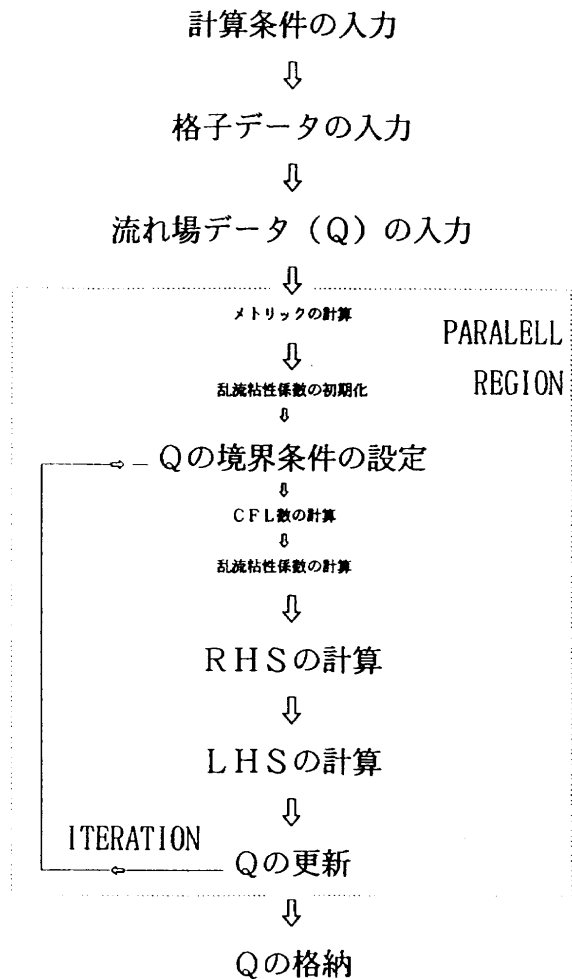 計算条件の入力
⇩
格子データの入力
⇩
流れ場データ（Q）の入力
⇩
メトリックの計算
PARALELL
REGION
⇩
乱流粘性係数の初期化
⇩
Qの境界条件の設定
⇩
CFL数の計算
⇩
乱流粘性係数の計算
⇩
RHSの計算
⇩
LHSの計算
⇩
ITERATION
Qの更新
⇩
Qの格納